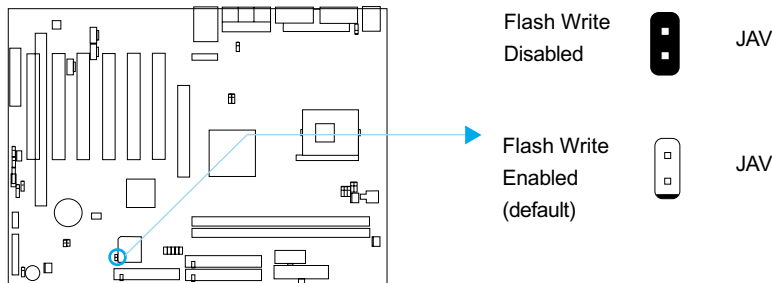 Flash Write
Disabled
JAV
Flash Write
Enabled
(default)
JAV